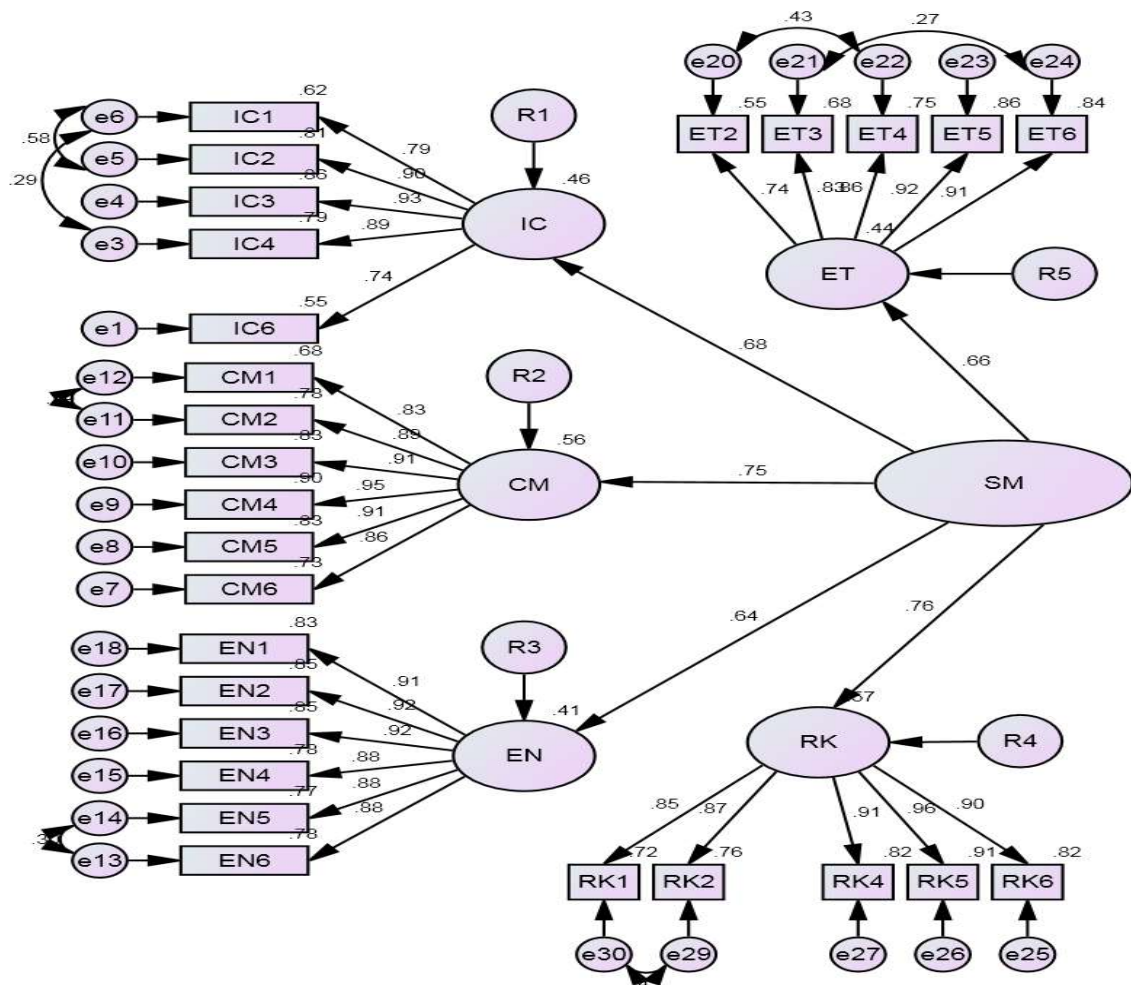 .43 .27
e20 e21 e22 e23 e24
.55 .68 .75 .86 .84
ET2 ET3 ET4 ET5 ET6
.74 .83 .86 .92 .91
.44
ET
R5
.66
.62
e6 IC1
.58
.81
e5 IC2
.86
e4 IC3
.29
.79
e3 IC4
.55
e1 IC6
R1
.46
IC
.79
.90
.93
.89
.74
.68
.68
e12 CM1
.78
e11 CM2
.83
e10 CM3
.90
e9 CM4
.83
e8 CM5
.73
e7 CM6
R2
.56
CM
.83
.89
.91
.95
.91
.86
.75
SM
.83
e18 EN1
.85
e17 EN2
.85
e16 EN3
.78
e15 EN4
.77
e14 EN5
.78
e13 EN6
R3
.41
EN
.91
.92
.92
.88
.88
.88
.64
.76
RK
R4
.85 .87 .91 .96 .90
.72 .76 .82 .91 .82
RK1 RK2 RK4 RK5 RK6
e30 e29 e27 e26 e25